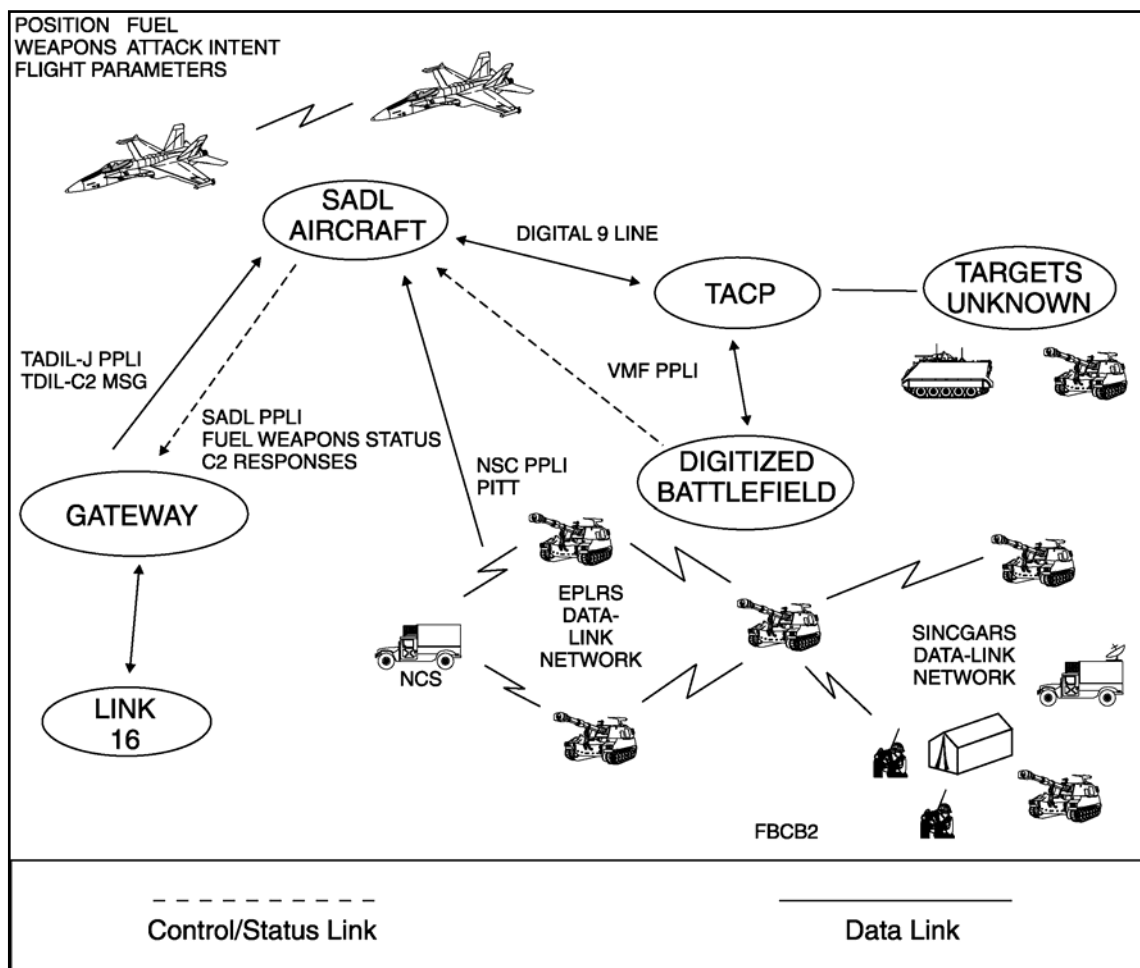 POSITION FUEL
WEAPONS ATTACK INTENT
FLIGHT PARAMETERS
SADL
AIRCRAFT
DIGITAL 9 LINE
TACP
TARGETS
UNKNOWN
TADIL-J PPLI
TDIL-C2 MSG
VMF PPLI
SADL PPLI
FUEL WEAPONS STATUS
C2 RESPONSES
NSC PPLI
PITT
DIGITIZED
BATTLEFIELD
GATEWAY
EPLRS
DATA-
LINK
NETWORK
SINCGARS
DATA-LINK
NETWORK
NCS
LINK
16
FBCB2
Control/Status Link
Data Link